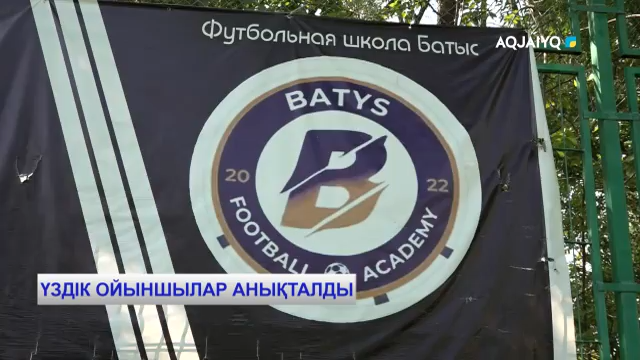 Футбольная школа Батыс
AQJAIYQ
BATYS
20 22
FOOTBALL ACADEMY
ҮЗДІК ОЙЫНШЫЛАР АНЫҚТАЛДЫ